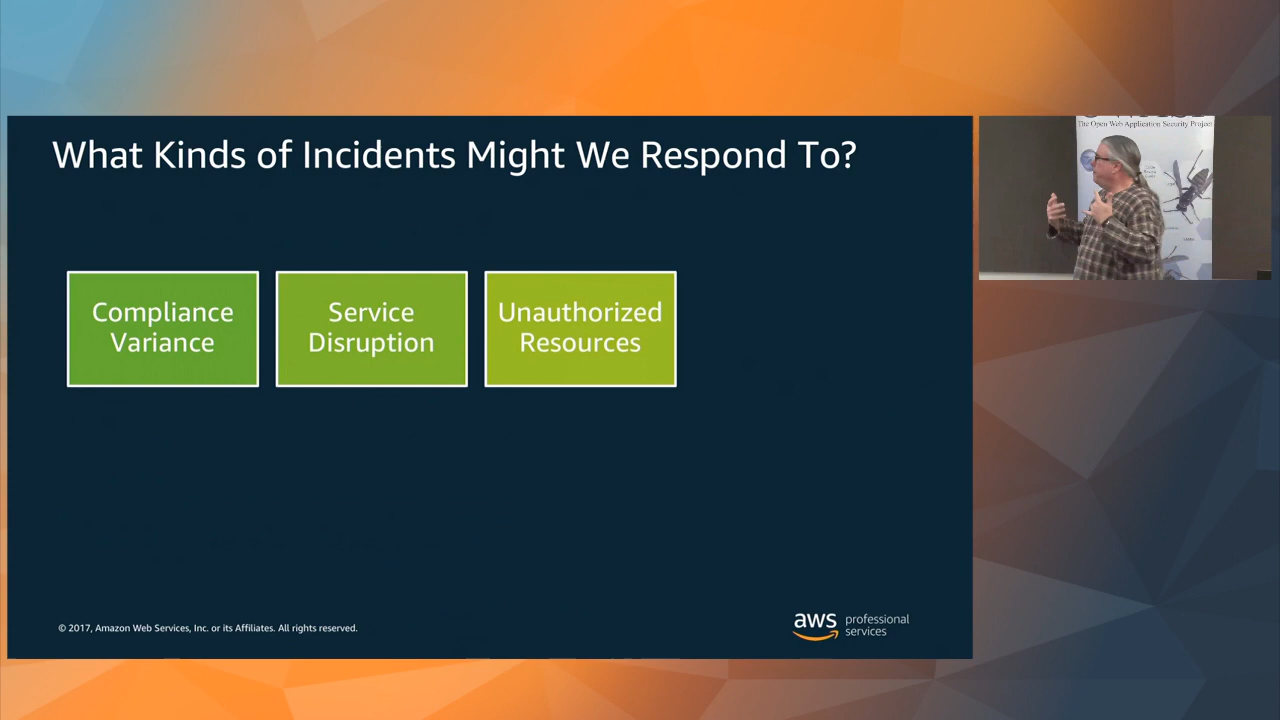 What Kinds of Incidents Might We Respond To?
Compliance
Variance
Service
Disruption
Unauthorized
Resources
© 2017, Amazon Web Services, Inc. or its Affiliates. All rights reserved.
aws professional
services
The Open Web Application Security Project